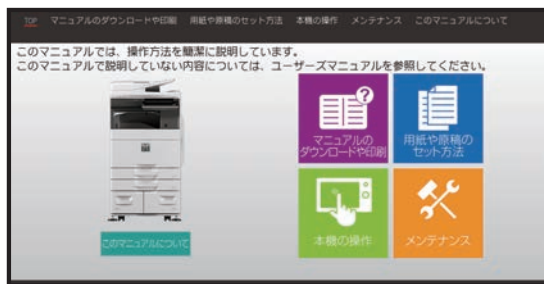 TOP マニュアルのダウンロードや印刷 用紙や原稿のセット方法 本機の操作 メンテナンス このマニュアルについて
このマニュアルでは、操作方法を簡潔に説明しています。
このマニュアルで説明していない内容については、ユーザーズマニュアルを参照してください。
マニュアルの
ダウンロードや印刷
用紙や原稿の
セット方法
本機の操作
メンテナンス
このマニュアルについて